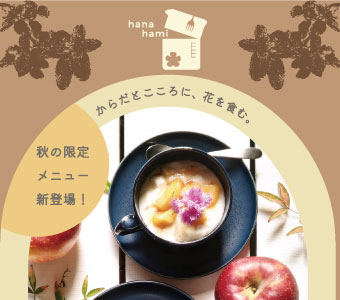 hana
hami
からだとこころに、花を食む。
秋の限定
メニュー
新登場！